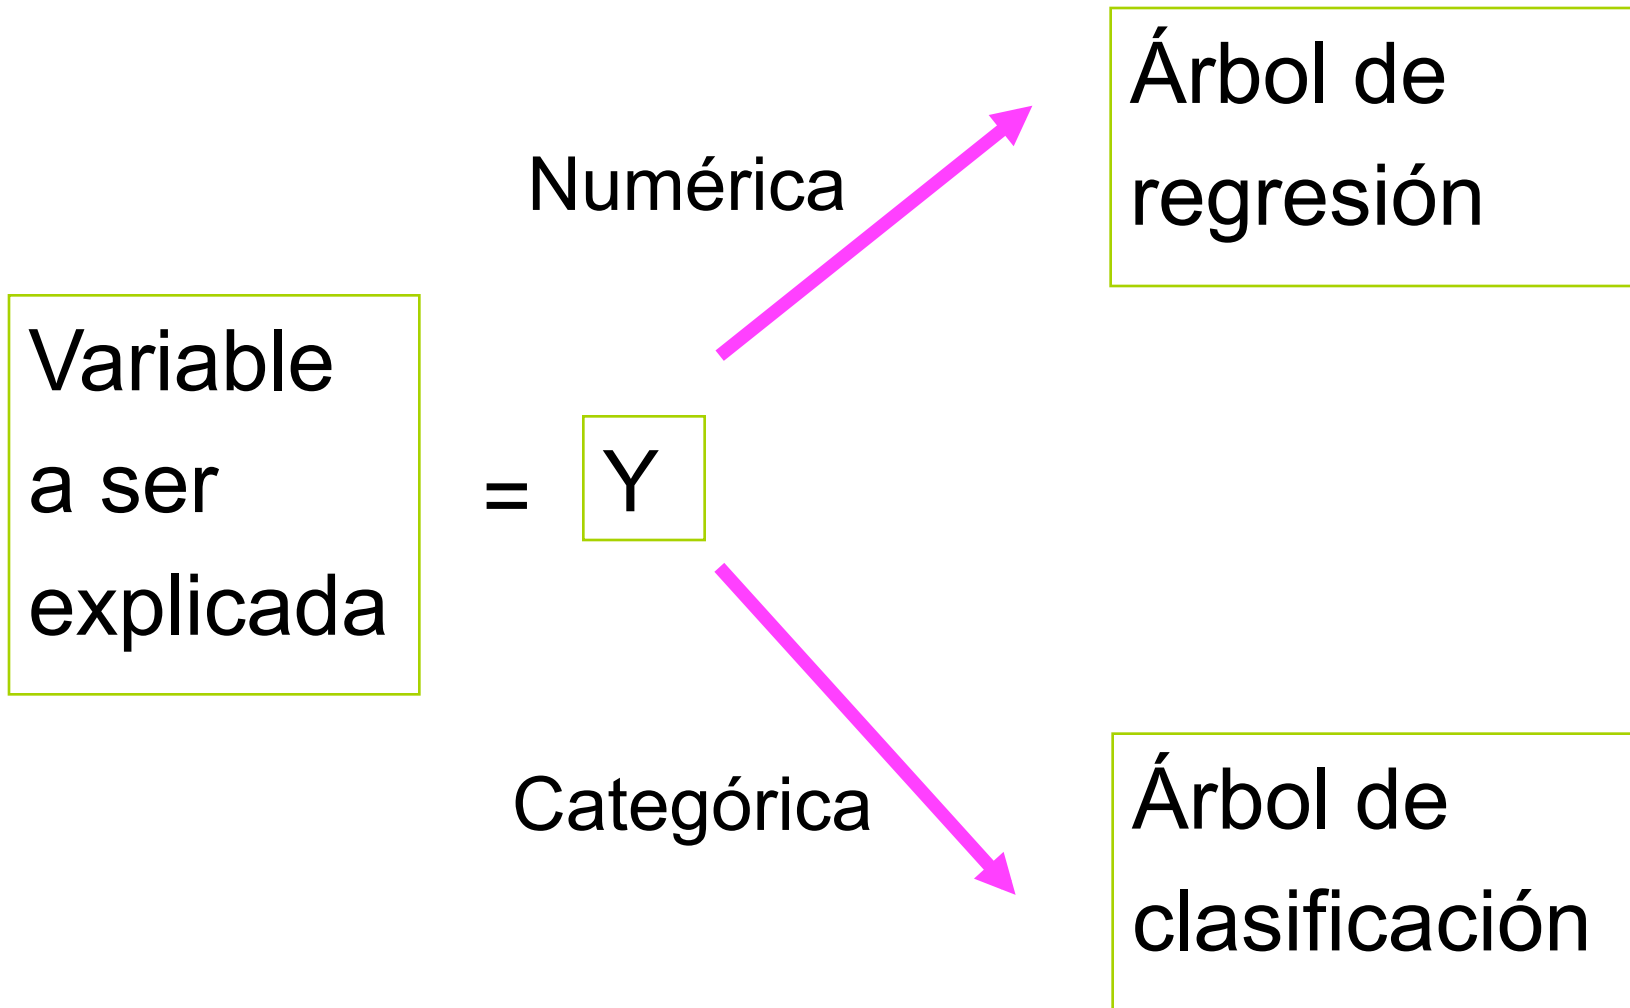 Variable
a ser
explicada
=
Y
Numérica
Árbol de
regresión
Categórica
Árbol de
clasificación